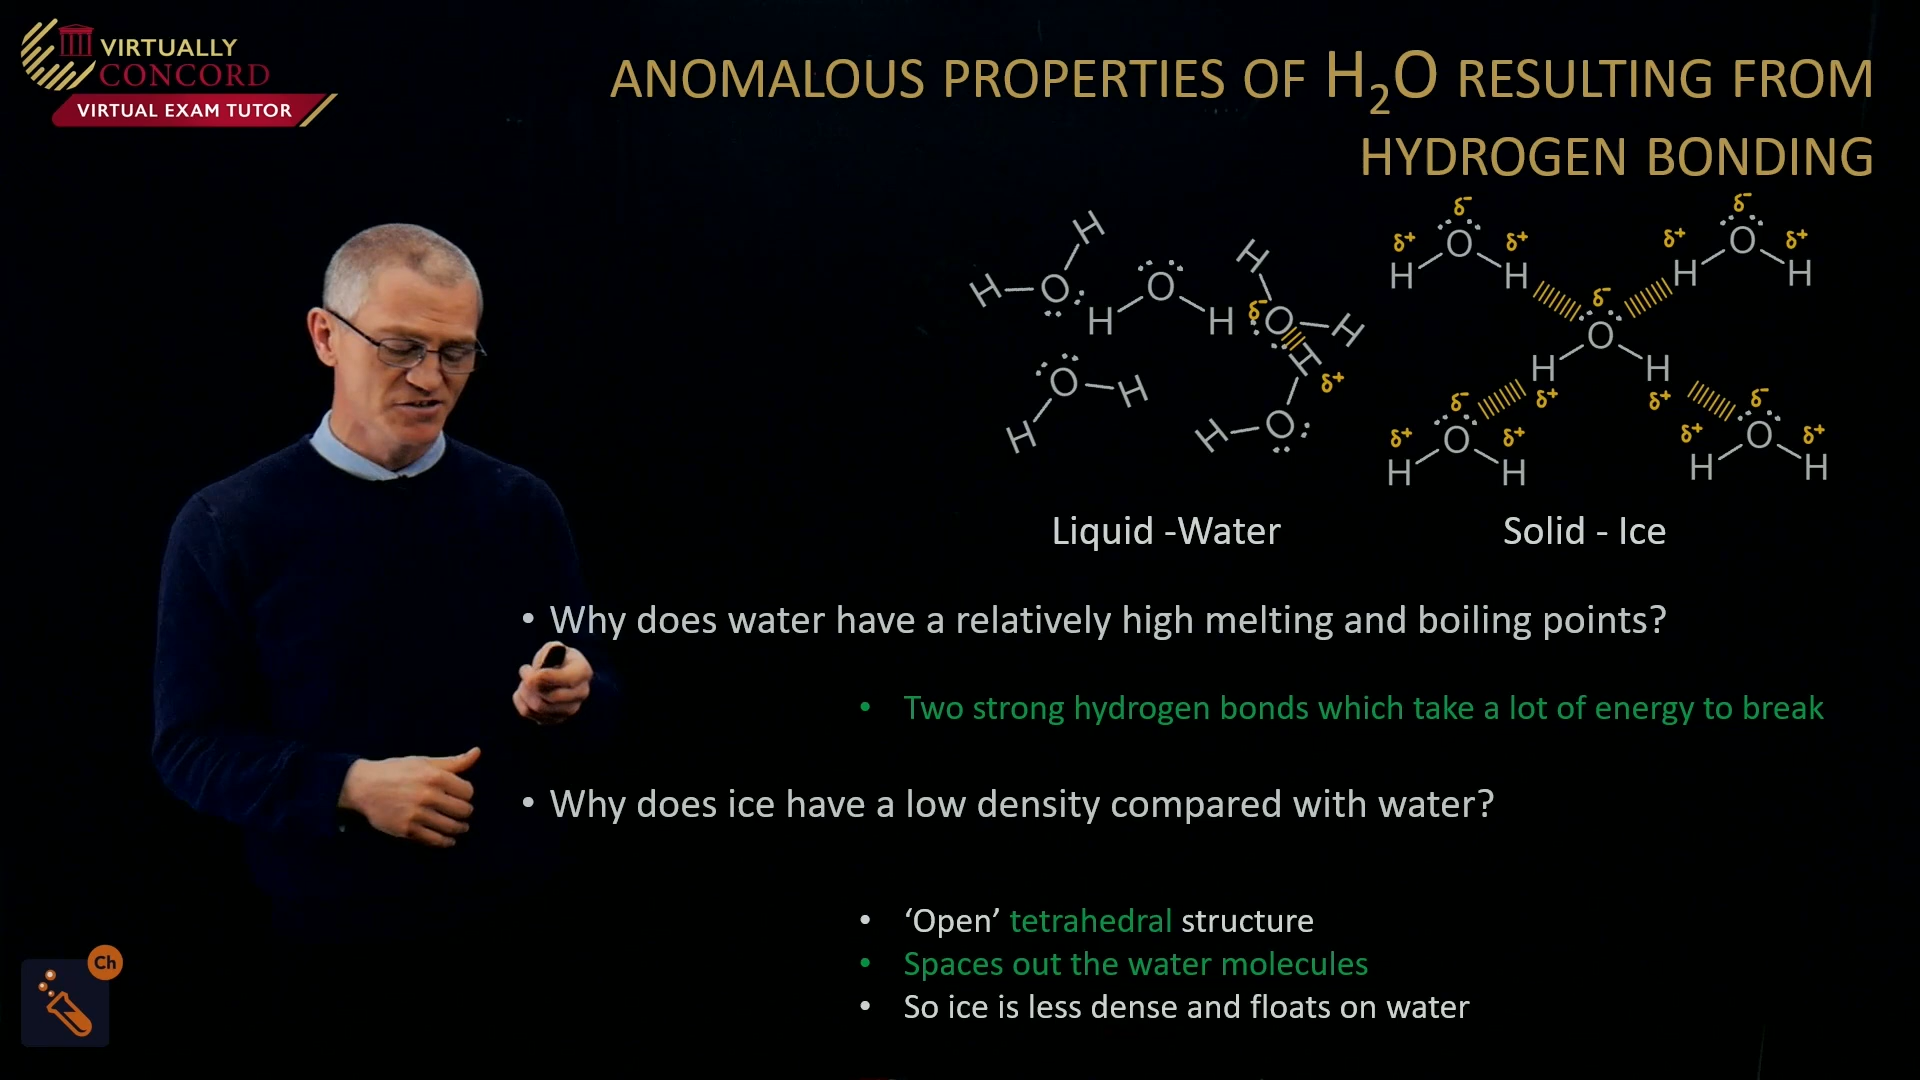 VIRTUALLY
CONCORD
VIRTUAL EXAM TUTOR
ANOMALOUS PROPERTIES OF H₂O RESULTING FROM
HYDROGEN BONDING
H H O H O H H O H H O H H O H
δ⁻ δ⁺
Liquid -Water
δ⁻ δ⁻
δ⁺ O δ⁺ δ⁺ O δ⁺
H H H H
δ⁻
O
H H
δ⁻ δ⁺ δ⁺ δ⁻
δ⁺ O δ⁺ δ⁺ O δ⁺
H H H H
Solid - Ice
• Why does water have a relatively high melting and boiling points?
• Two strong hydrogen bonds which take a lot of energy to break
• Why does ice have a low density compared with water?
• ‘Open’ tetrahedral structure
• Spaces out the water molecules
• So ice is less dense and floats on water
Ch